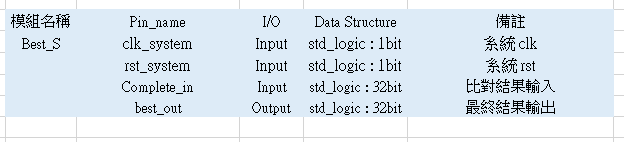 模組名稱 Pin_name I/O Data Structure 備註
Best_S clk_system Input std_logic : 1bit 系統 clk
rst_system Input std_logic : 1bit 系統 rst
Complete_in Input std_logic : 32bit 比對結果輸入
best_out Output std_logic : 32bit 最終結果輸出